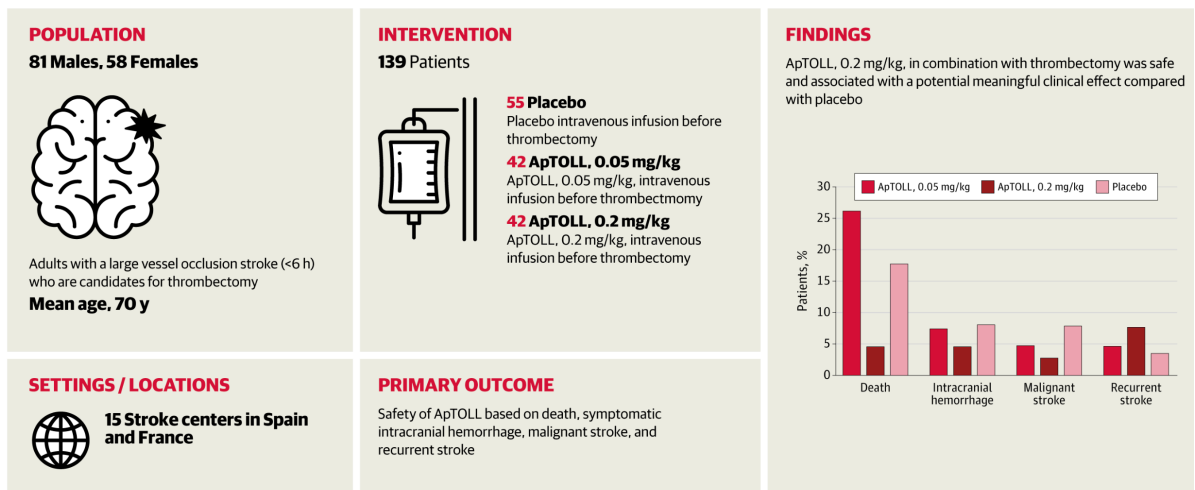 POPULATION
81 Males, 58 Females
Adults with a large vessel occlusion stroke (<6 h)
who are candidates for thrombectomy
Mean age, 70 y
INTERVENTION
139 Patients
55 Placebo
Placebo intravenous infusion before
thrombectomy
42 ApTOLL, 0.05 mg/kg
ApTOLL, 0.05 mg/kg, intravenous
infusion before thrombectmomy
42 ApTOLL, 0.2 mg/kg
ApTOLL, 0.2 mg/kg, intravenous
infusion before thrombectomy
SETTINGS / LOCATIONS
15 Stroke centers in Spain
and France
PRIMARY OUTCOME
Safety of ApTOLL based on death, symptomatic
intracranial hemorrhage, malignant stroke, and
recurrent stroke
FINDINGS
ApTOLL, 0.2 mg/kg, in combination with thrombectomy was safe
and associated with a potential meaningful clinical effect compared
with placebo
ApTOLL, 0.05 mg/kg ApTOLL, 0.2 mg/kg Placebo
Patients, %
30
25
20
15
10
5
0
Death
Intracranial
hemorrhage
Malignant
stroke
Recurrent
stroke